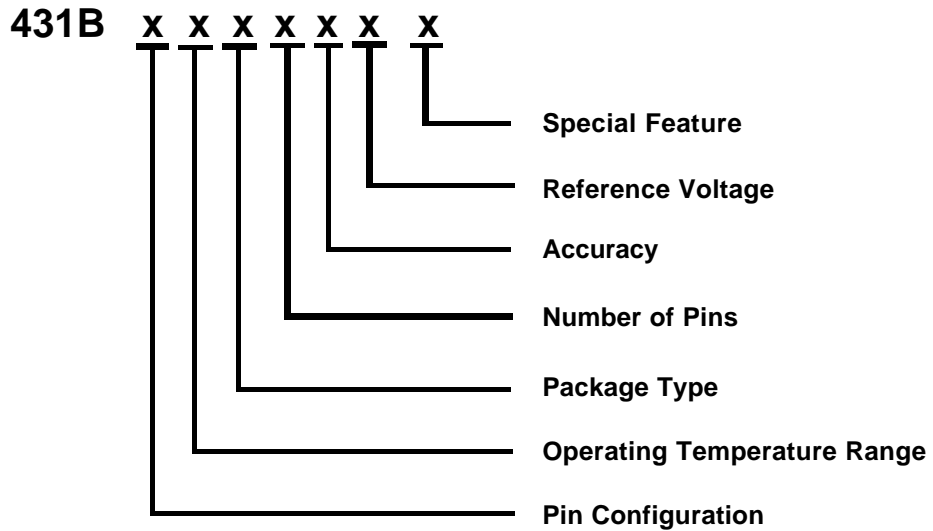 431B x x x x x x x
Special Feature
Reference Voltage
Accuracy
Number of Pins
Package Type
Operating Temperature Range
Pin Configuration